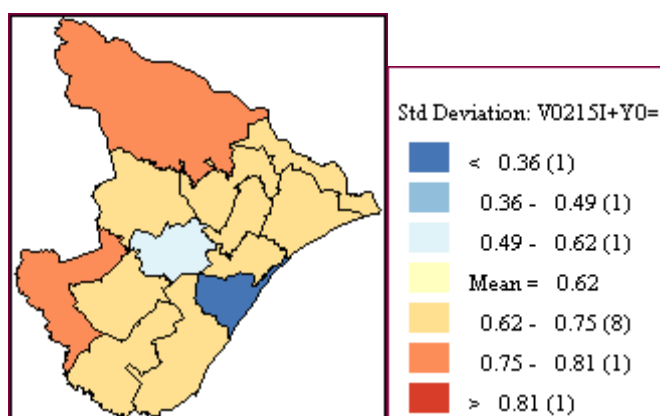 Std Deviation: V0215I+Y0=
< 0.36 (1)
0.36 - 0.49 (1)
0.49 - 0.62 (1)
Mean = 0.62
0.62 - 0.75 (8)
0.75 - 0.81 (1)
> 0.81 (1)